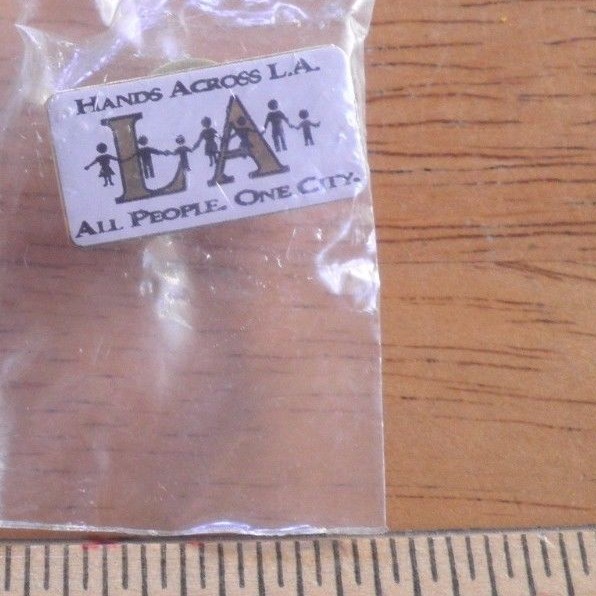 HANDS ACROSS L.A.
LA
ALL PEOPLE. ONE CITY.